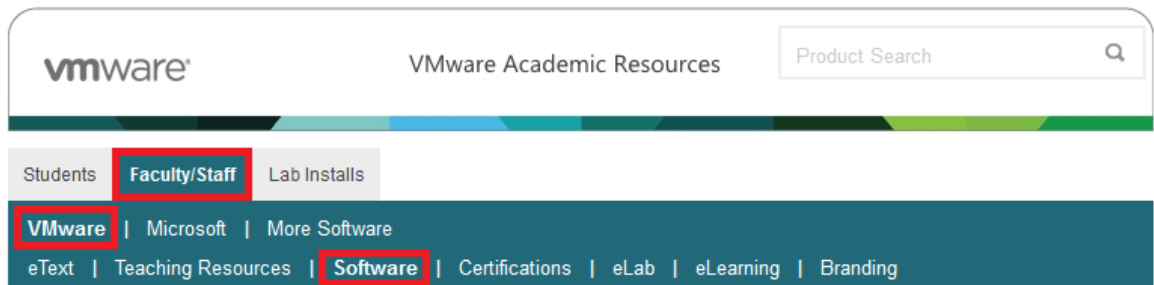 vmware® VMware Academic Resources Product Search
Students Faculty/Staff Lab Installs
VMware | Microsoft | More Software
eText | Teaching Resources | Software | Certifications | eLab | eLearning | Branding